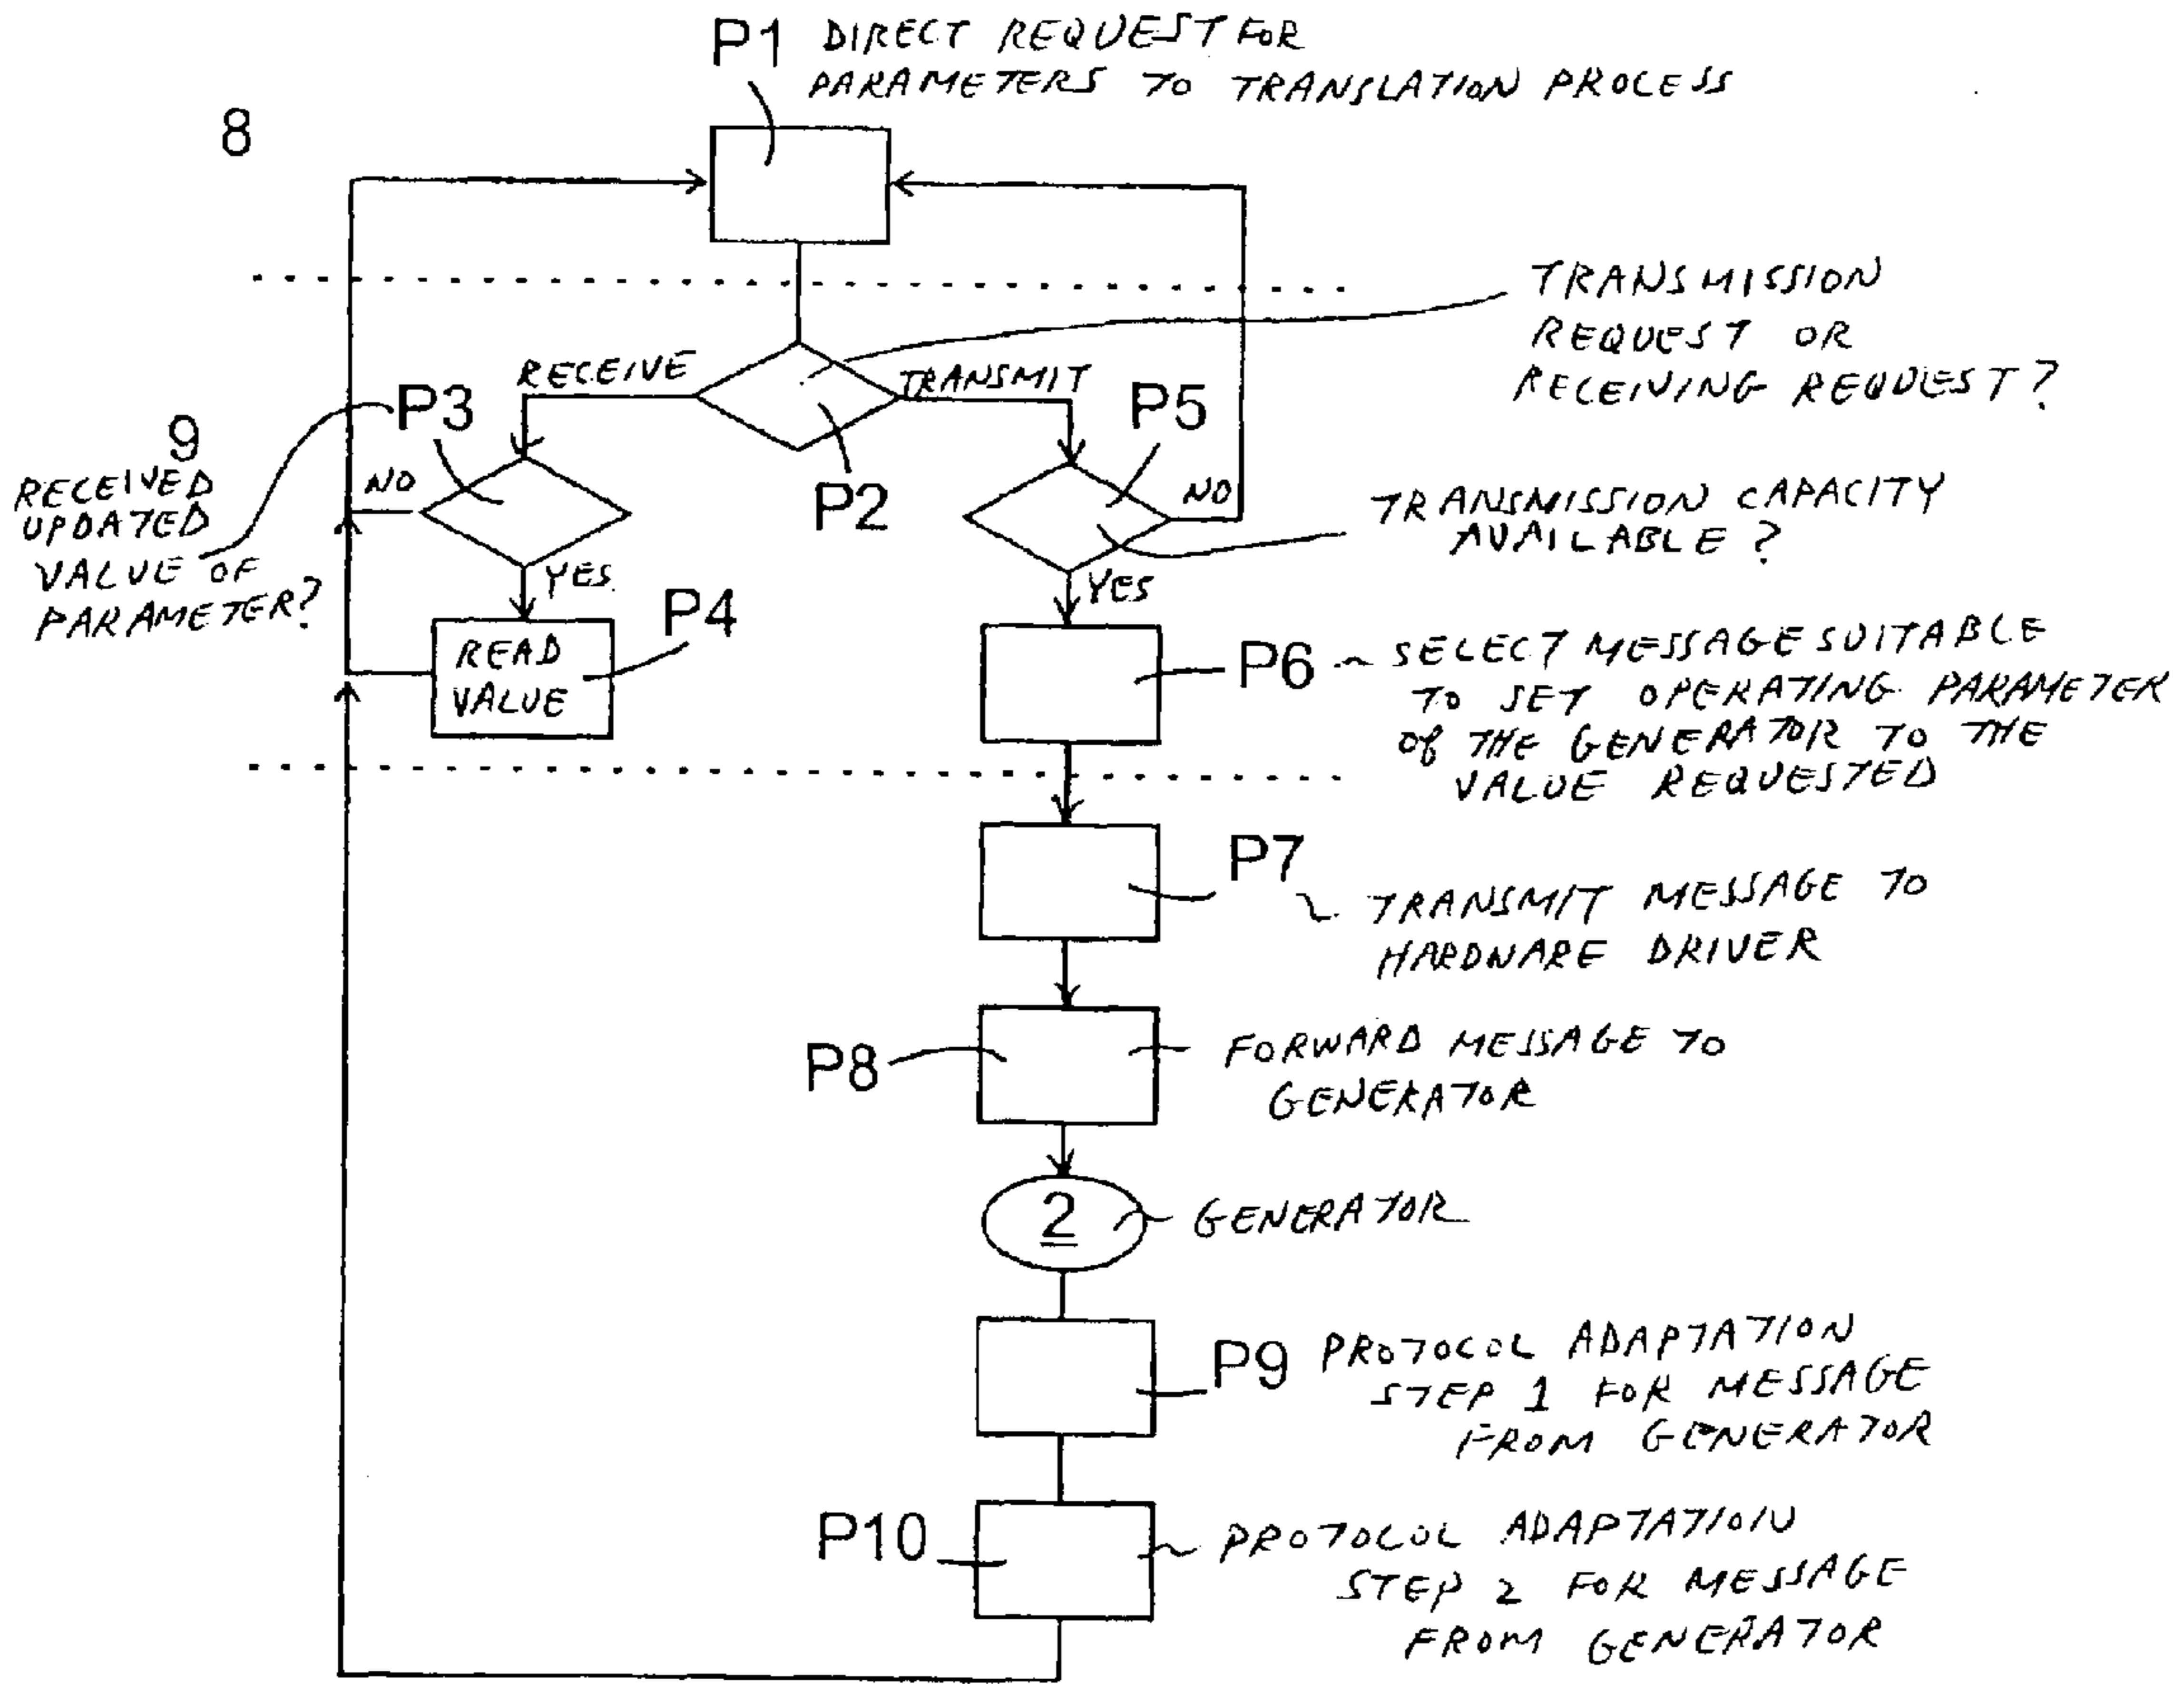 P1 DIRECT REQUEST FOR
PARAMETERS TO TRANSLATION PROCESS
8
TRANSMISSION
REQUEST OR
RECEIVING REQUEST?
RECEIVE
TRANSMIT
P3
P5
9
P2
RECEIVED
UPDATED
VALUE OF
PARAMETER?
NO
NO
TRANSMISSION CAPACITY
AVAILABLE?
YES
YES
P4
READ
VALUE
P6 SELECT MESSAGE SUITABLE
TO SET OPERATING PARAMETER
of THE GENERATOR TO THE
VALUE REQUESTED
P7
TRANSMIT MESSAGE TO
HARDWARE DRIVER
P8
FORWARD MESSAGE TO
GENERATOR
2 GENERATOR
P9 PROTOCOL ADAPTATION
STEP 1 FOR MESSAGE
FROM GENERATOR
P10
PROTOCOL ADAPTATION
STEP 2 FOR MESSAGE
FROM GENERATOR